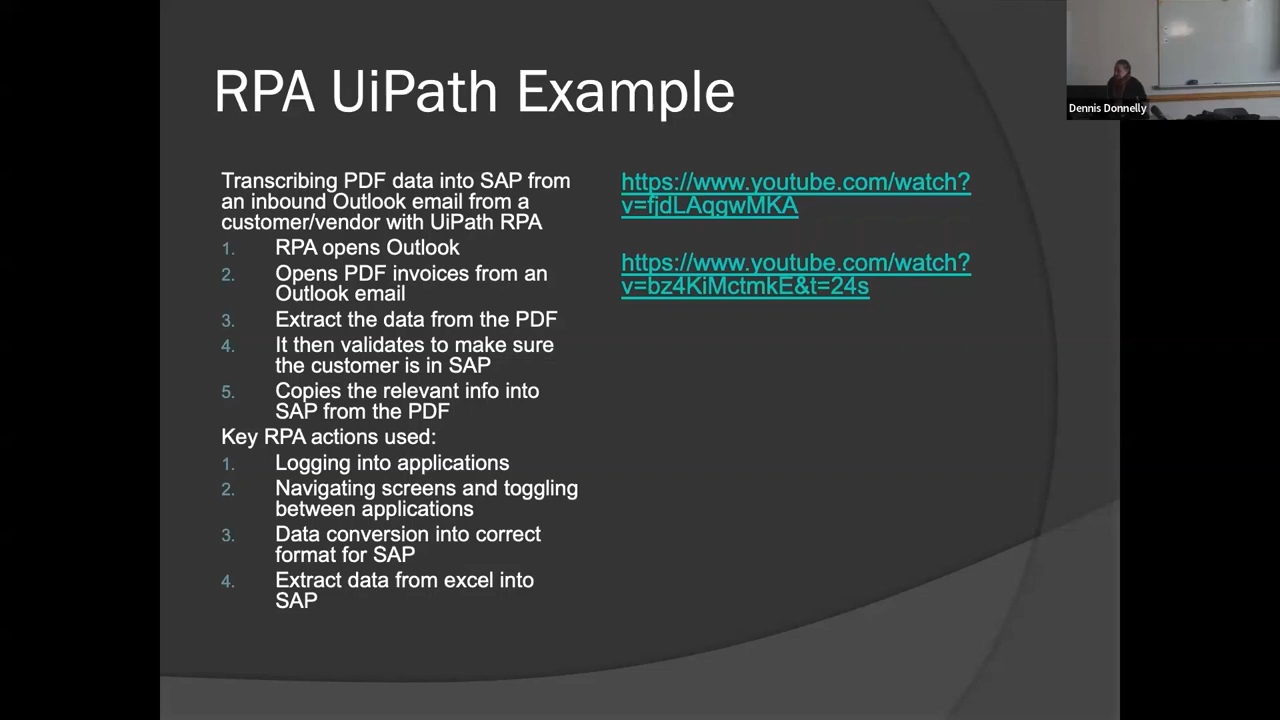 RPA UiPath Example
Dennis Donnelly
Transcribing PDF data into SAP from
an inbound Outlook email from a
customer/vendor with UiPath RPA
1. RPA opens Outlook
2. Opens PDF invoices from an
Outlook email
3. Extract the data from the PDF
4. It then validates to make sure
the customer is in SAP
5. Copies the relevant info into
SAP from the PDF
Key RPA actions used:
1. Logging into applications
2. Navigating screens and toggling
between applications
3. Data conversion into correct
format for SAP
4. Extract data from excel into
SAP
https://www.youtube.com/watch?
v=fjdLAqgwMKA
https://www.youtube.com/watch?
v=bz4KiMctmkE&t=24s